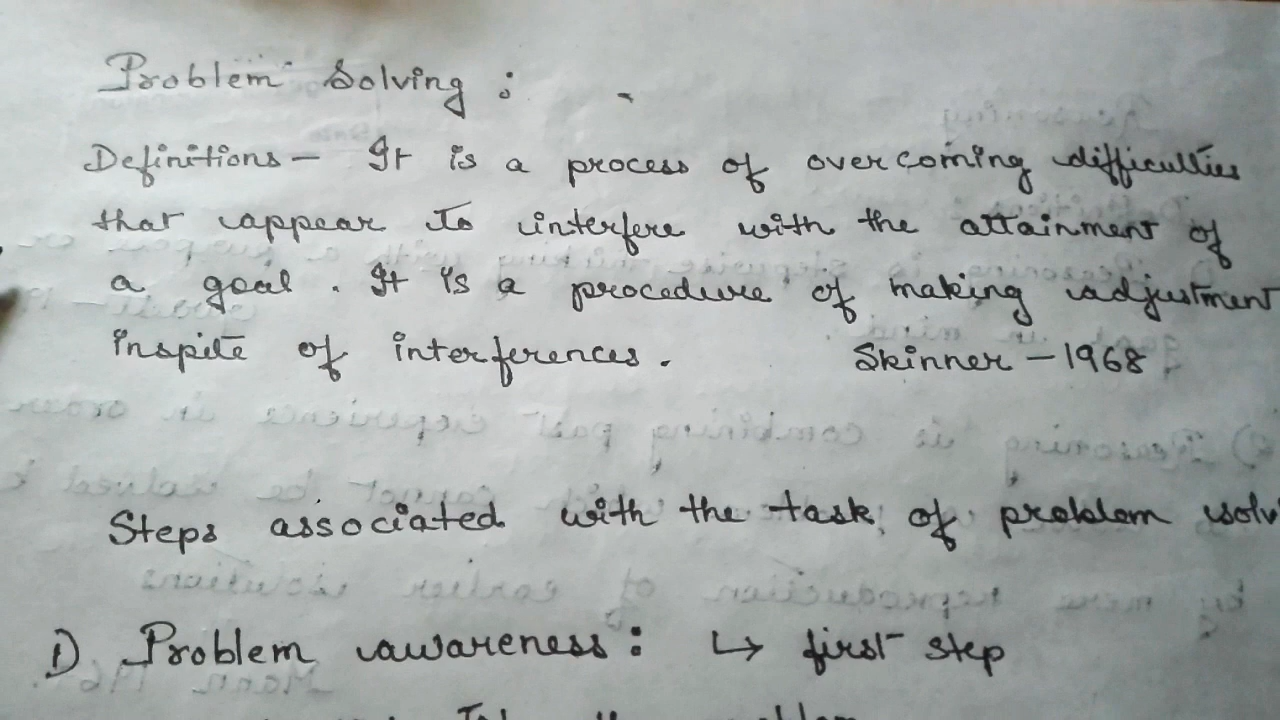 Problem Solving :
Definitions — It is a process of overcoming difficulties
that appear to interfere with the attainment of
a goal . It is a procedure of making adjustment
inspite of interferences . Skinner — 1968
Steps associated with the task of problem solv
1) Problem awareness : ↳ first step